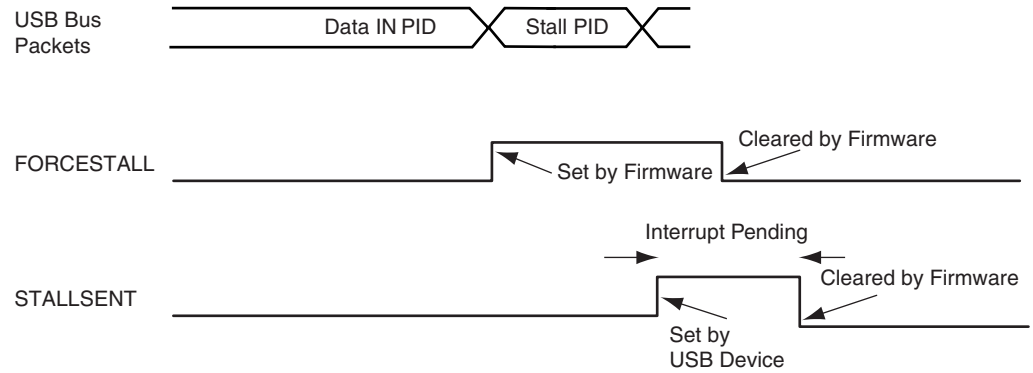 USB Bus
Packets
Data IN PID
Stall PID
FORCESTALL
Set by Firmware
Cleared by Firmware
Interrupt Pending
STALLSENT
Cleared by Firmware
Set by
USB Device